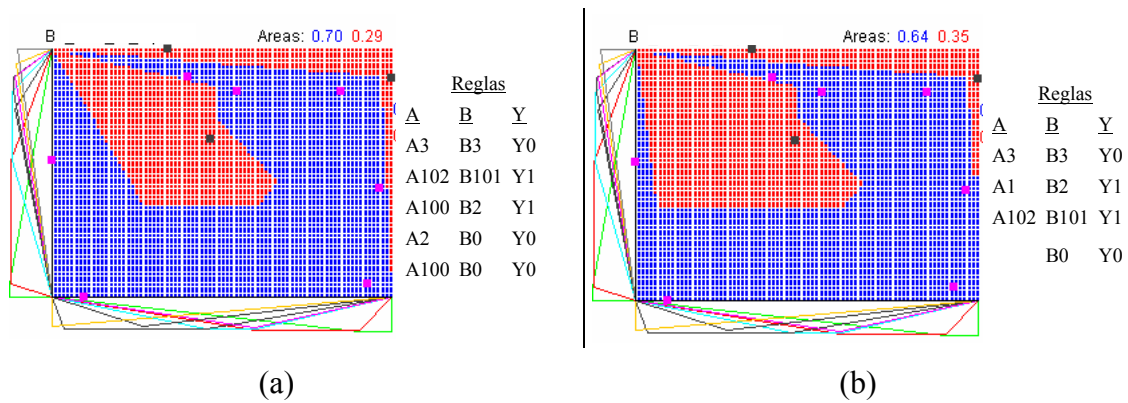 B Areas: 0.70 0.29
Reglas
A B Y
A3 B3 Y0
A102 B101 Y1
A100 B2 Y1
A2 B0 Y0
A100 B0 Y0
(a)
B Areas: 0.64 0.35
Reglas
A B Y
A3 B3 Y0
A1 B2 Y1
A102 B101 Y1
B0 Y0
(b)